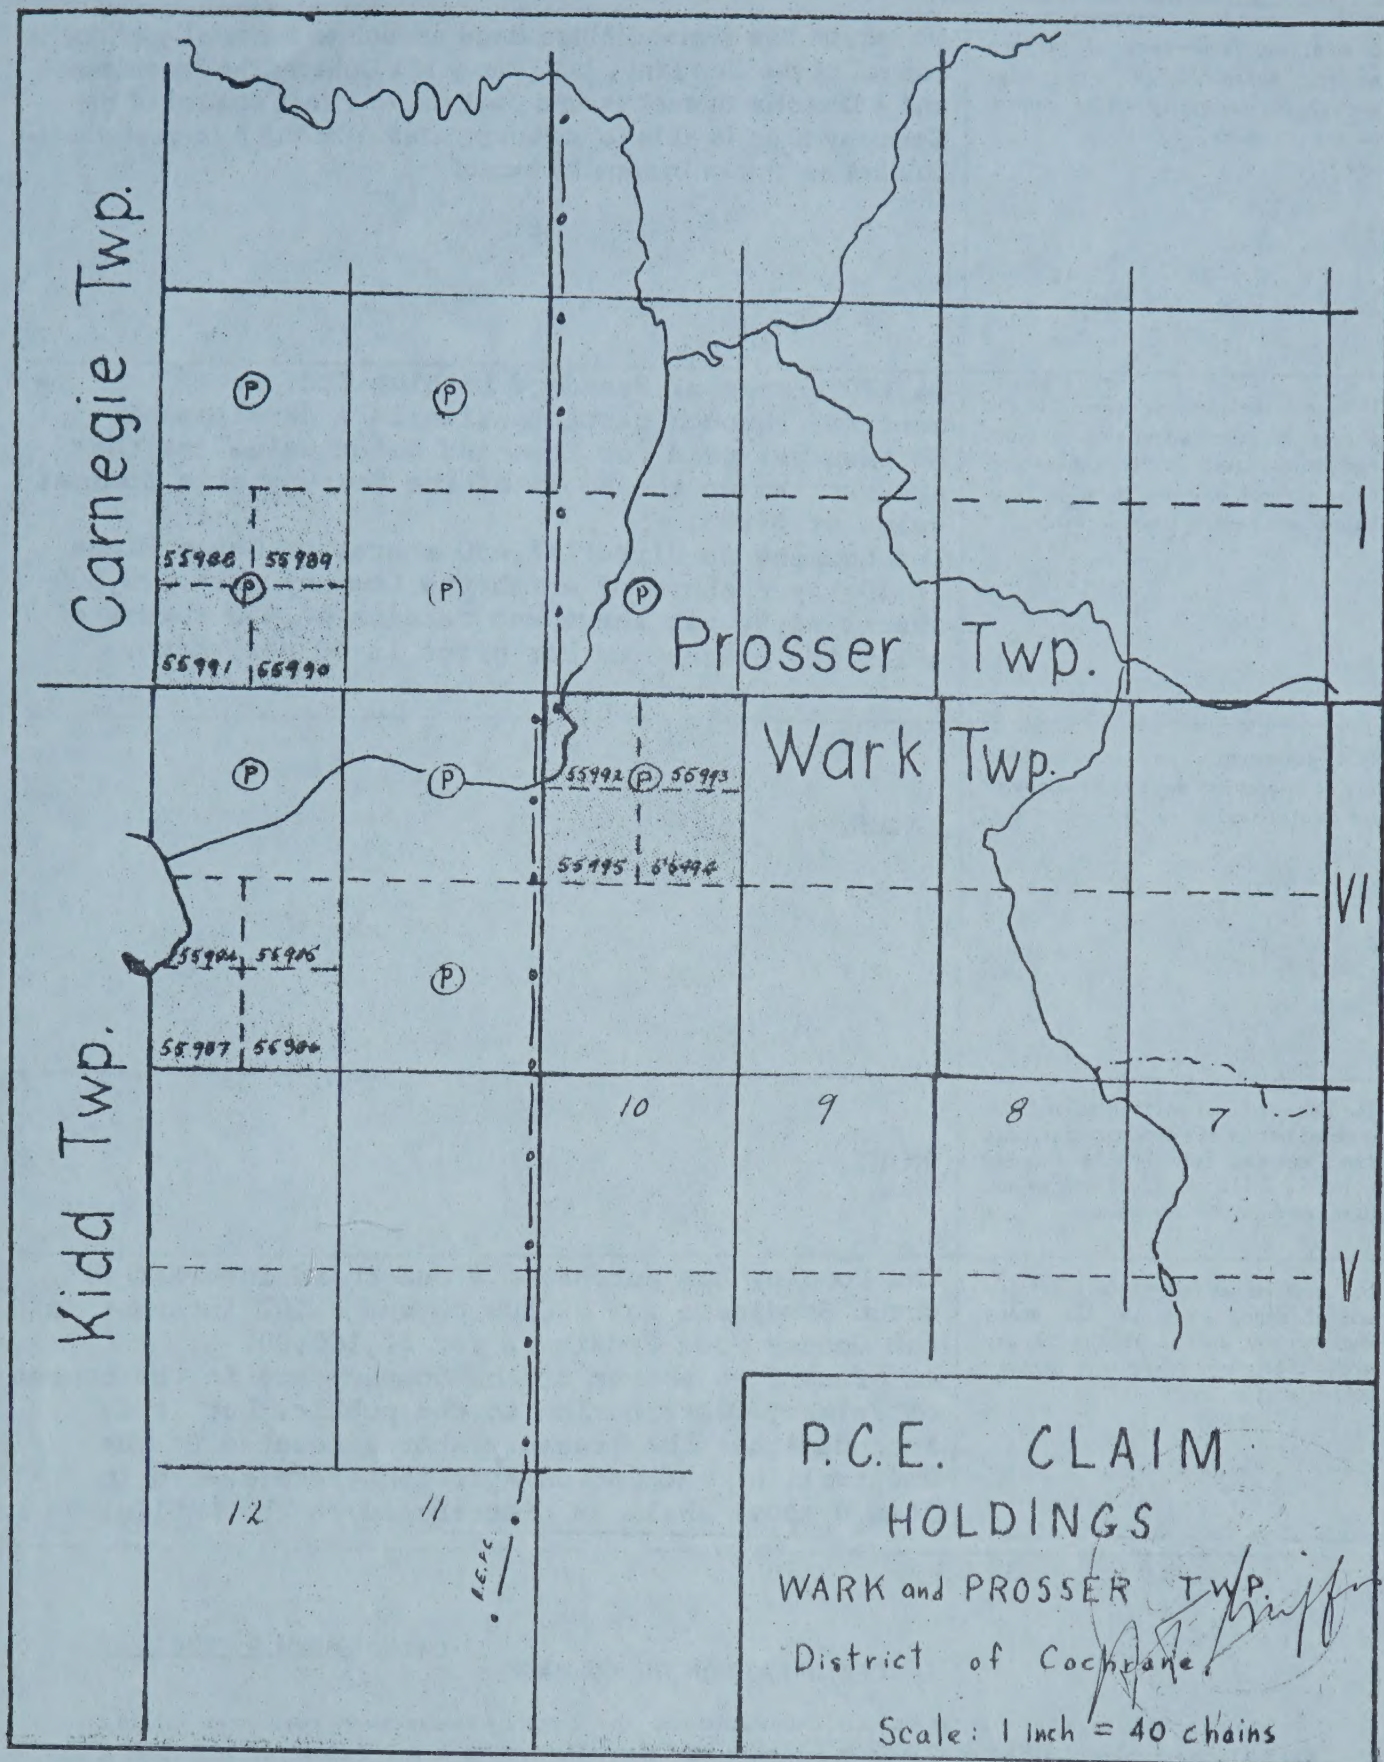 Carnegie Twp.
P
P
I
55988 55989
P
(P)
P
55991 55990
Prosser Twp.
P
P
55992 P 55993
Wark Twp.
55995 55994
VI
55984 55985
P
55987 55986
Kidd Twp.
10 9 8 7
V
12 11
P.C.E. CLAIM
HOLDINGS
WARK and PROSSER TWP.
District of Cochrane.
Scale: 1 inch = 40 chains